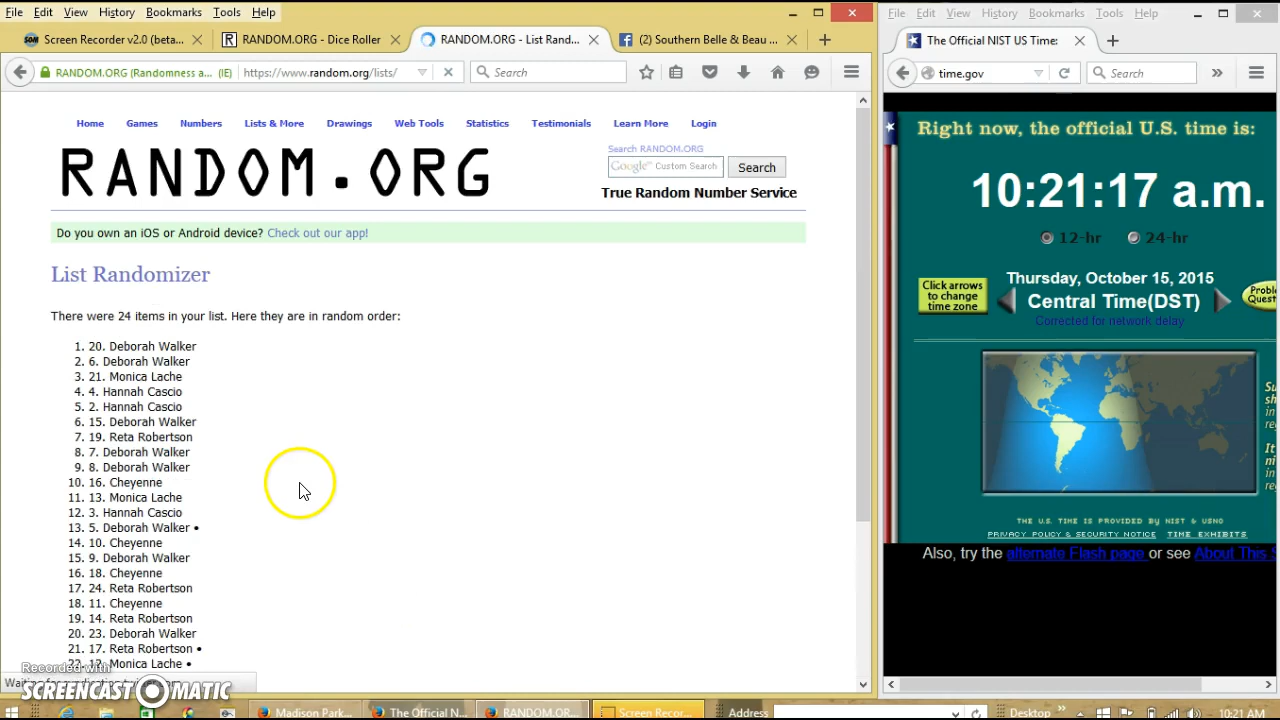 File Edit View History Bookmarks Tools Help
Screen Recorder v2.0 (beta...
RANDOM.ORG - Dice Roller
RANDOM.ORG - List Rand...
(2) Southern Belle & Beau ...
RANDOM.ORG (Randomness a... (IE) https://www.random.org/lists/
Search
Home Games Numbers Lists & More Drawings Web Tools Statistics Testimonials Learn More Login
RANDOM.ORG
Search RANDOM.ORG
Google™ Custom Search Search
True Random Number Service
Do you own an iOS or Android device? Check out our app!
List Randomizer
There were 24 items in your list. Here they are in random order:
1. 20. Deborah Walker
2. 6. Deborah Walker
3. 21. Monica Lache
4. 4. Hannah Cascio
5. 2. Hannah Cascio
6. 15. Deborah Walker
7. 19. Reta Robertson
8. 7. Deborah Walker
9. 8. Deborah Walker
10. 16. Cheyenne
11. 13. Monica Lache
12. 3. Hannah Cascio
13. 5. Deborah Walker •
14. 10. Cheyenne
15. 9. Deborah Walker
16. 18. Cheyenne
17. 24. Reta Robertson
18. 11. Cheyenne
19. 14. Reta Robertson
20. 23. Deborah Walker
21. 17. Reta Robertson •
22. 12. Monica Lache •
Recorded with
SCREENCAST-O-MATIC
File Edit View History Bookmarks Tools Help
The Official NIST US Time:
time.gov
Search
Right now, the official U.S. time is:
10:21:17 a.m.
12-hr 24-hr
Click arrows
to change
time zone
Thursday, October 15, 2015
Central Time(DST)
Corrected for network delay
THE U.S. TIME IS PROVIDED BY NIST & USNO
PRIVACY POLICY & SECURITY NOTICE TIME EXHIBITS
Also, try the alternate Flash page or see About This
Madison Park...
The Official N...
RANDOM.OR...
Screen Recor...
Address
Desktop
10:21 AM